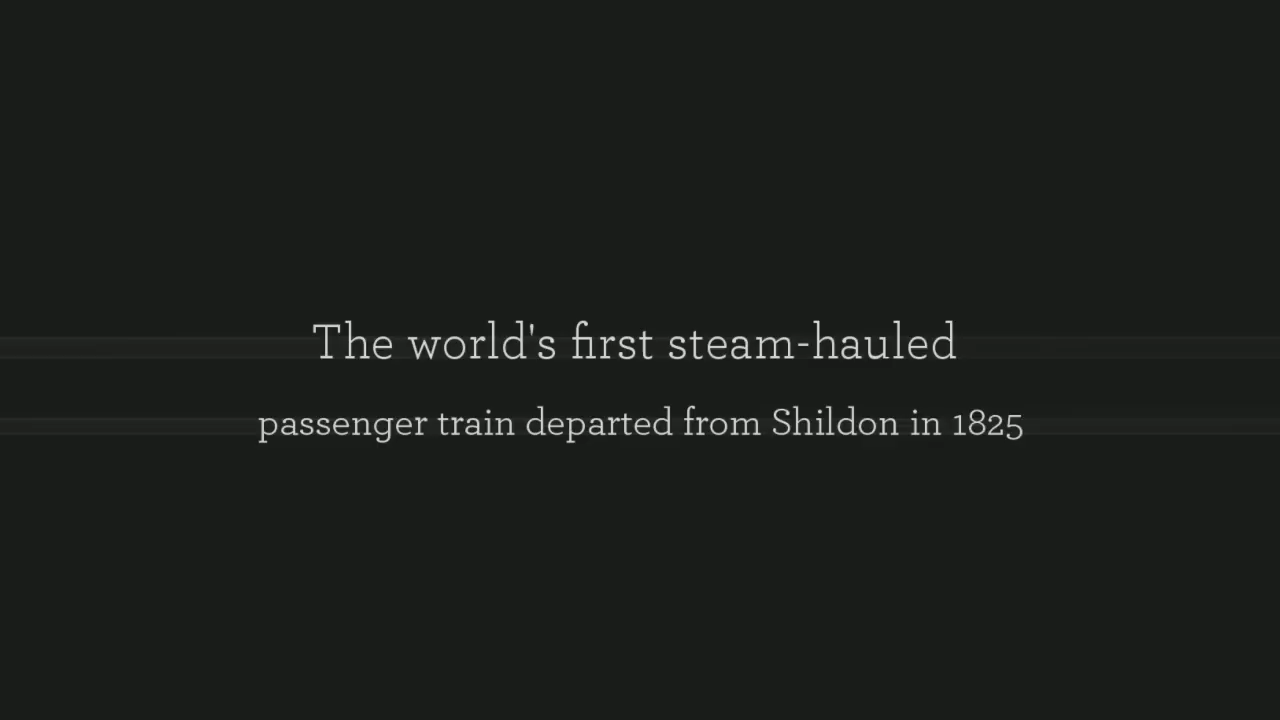 The world's first steam-hauled
passenger train departed from Shildon in 1825